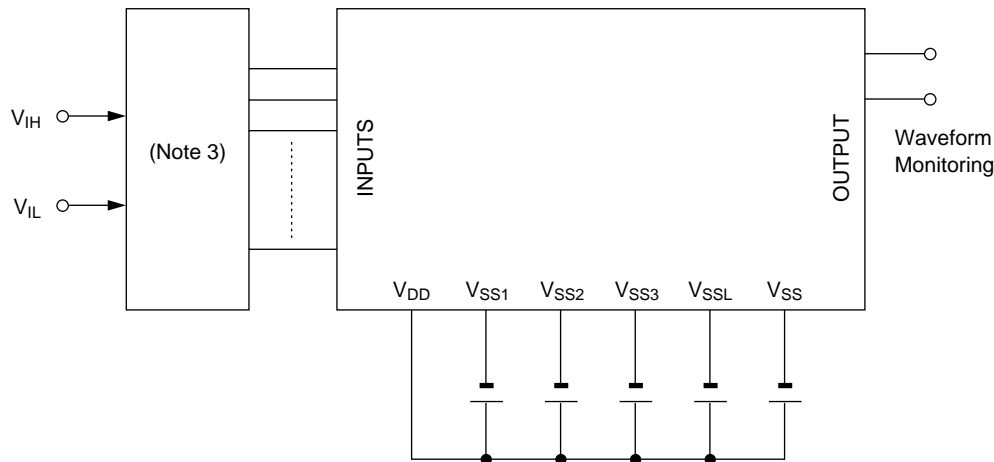 V_IH
V_IL
(Note 3)
INPUTS
OUTPUT
Waveform
Monitoring
V_DD V_SS1 V_SS2 V_SS3 V_SSL V_SS